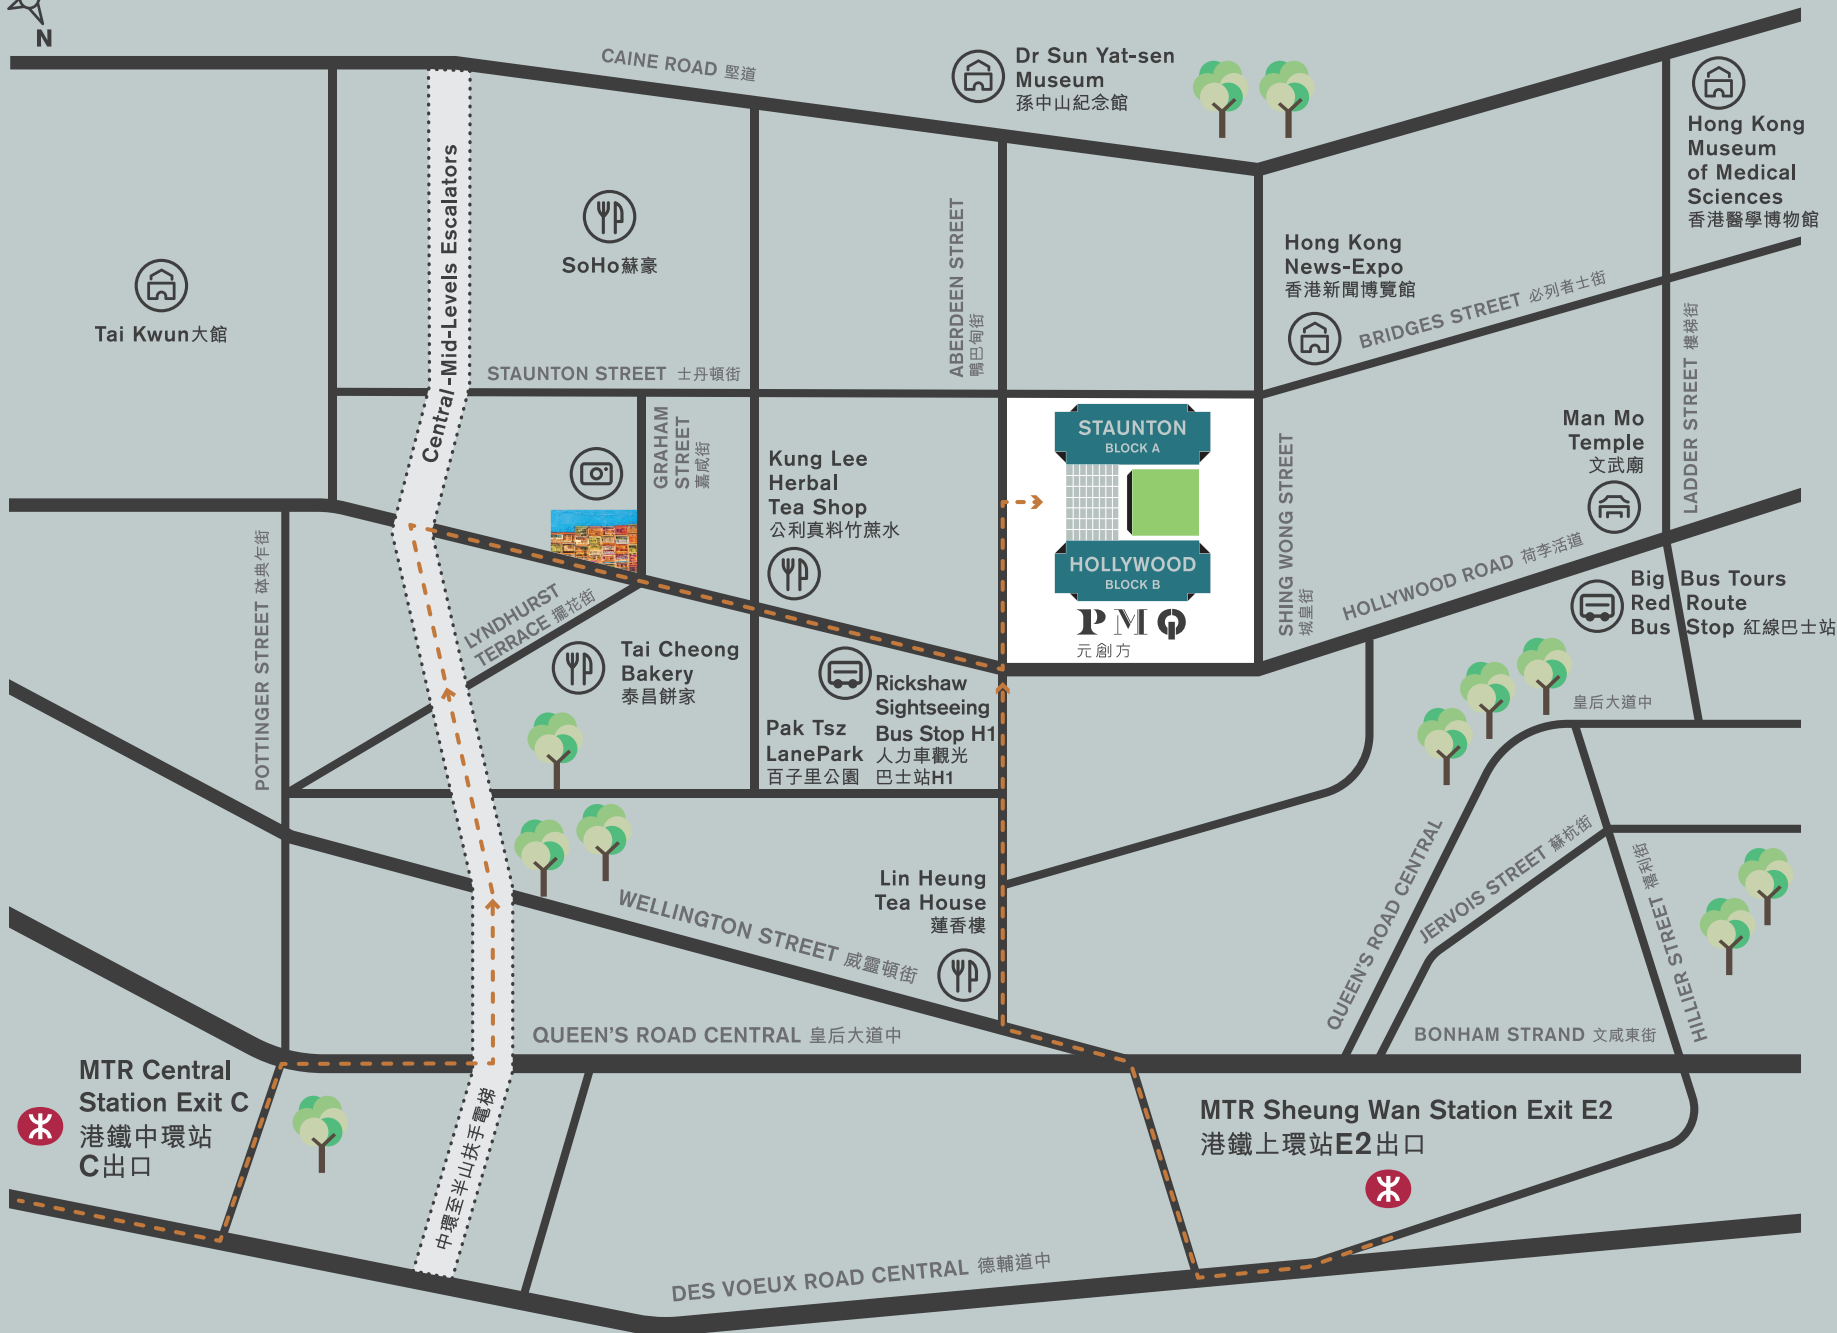 N
CAINE ROAD 堅道
Dr Sun Yat-sen
Museum
孫中山紀念館
Hong Kong
Museum
of Medical
Sciences
香港醫學博物館
Central-Mid-Levels Escalators
SoHo蘇豪
Tai Kwun大館
ABERDEEN STREET
鴨巴甸街
Hong Kong
News-Expo
香港新聞博覽館
BRIDGES STREET 必列者士街
STAUNTON STREET 士丹頓街
LADDER STREET 樓梯街
GRAHAM
STREET
嘉咸街
Kung Lee
Herbal
Tea Shop
公利真料竹蔗水
STAUNTON
BLOCK A
HOLLYWOOD
BLOCK B
PMQ
元創方
SHING WONG STREET
城皇街
Man Mo
Temple
文武廟
HOLLYWOOD ROAD 荷李活道
Big Bus Tours
Red Route
Bus Stop 紅線巴士站
POTTINGER STREET 砵典乍街
LYNDHURST
TERRACE 擺花街
Tai Cheong
Bakery
泰昌餅家
Pak Tsz
LanePark
百子里公園
Rickshaw
Sightseeing
Bus Stop H1
人力車觀光
巴士站H1
皇后大道中
QUEEN'S ROAD CENTRAL
JERVOIS STREET 蘇杭街
HILLIER STREET 禧利街
Lin Heung
Tea House
蓮香樓
WELLINGTON STREET 威靈頓街
QUEEN'S ROAD CENTRAL 皇后大道中
BONHAM STRAND 文咸東街
MTR Central
Station Exit C
港鐵中環站
C出口
中環至半山扶手電梯
MTR Sheung Wan Station Exit E2
港鐵上環站E2出口
DES VOEUX ROAD CENTRAL 德輔道中